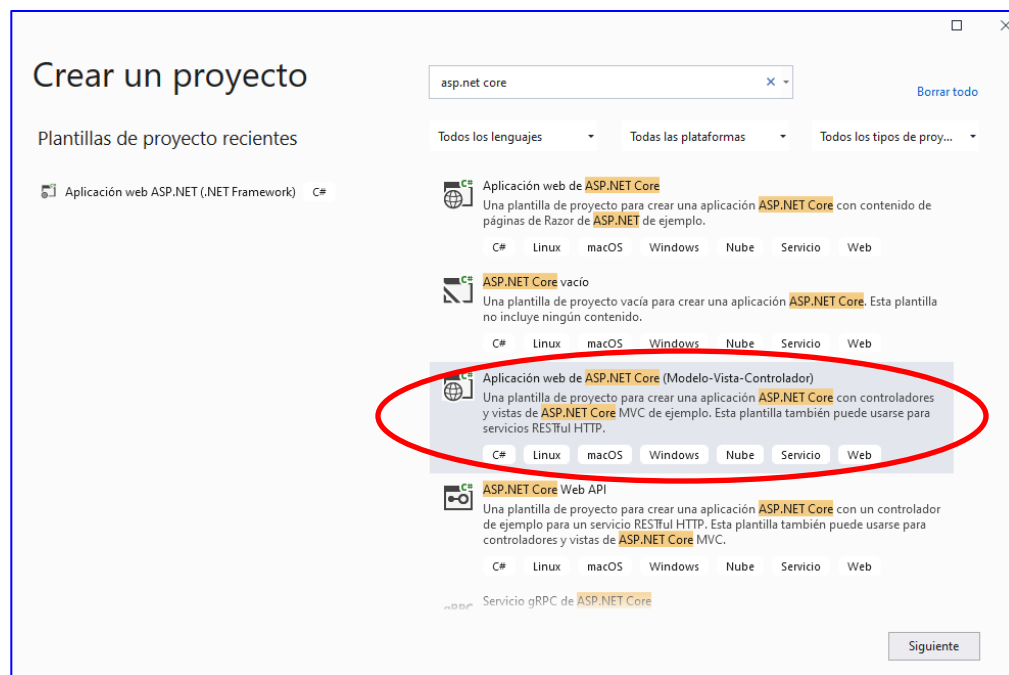 Crear un proyecto
Plantillas de proyecto recientes
Aplicación web ASP.NET (.NET Framework) C#
asp.net core
Borrar todo
Todos los lenguajes Todas las plataformas Todos los tipos de proy...
C#
Aplicación web de ASP.NET Core
Una plantilla de proyecto para crear una aplicación ASP.NET Core con contenido de
páginas de Razor de ASP.NET de ejemplo.
C# Linux macOS Windows Nube Servicio Web
C#
ASP.NET Core vacío
Una plantilla de proyecto vacía para crear una aplicación ASP.NET Core. Esta plantilla
no incluye ningún contenido.
C# Linux macOS Windows Nube Servicio Web
C#
Aplicación web de ASP.NET Core (Modelo-Vista-Controlador)
Una plantilla de proyecto para crear una aplicación ASP.NET Core con controladores
y vistas de ASP.NET Core MVC de ejemplo. Esta plantilla también puede usarse para
servicios RESTful HTTP.
C# Linux macOS Windows Nube Servicio Web
C#
ASP.NET Core Web API
Una plantilla de proyecto para crear una aplicación ASP.NET Core con un controlador
de ejemplo para un servicio RESTful HTTP. Esta plantilla también puede usarse para
controladores y vistas de ASP.NET Core MVC.
C# Linux macOS Windows Nube Servicio Web
gRPC
Servicio gRPC de ASP.NET Core
Siguiente